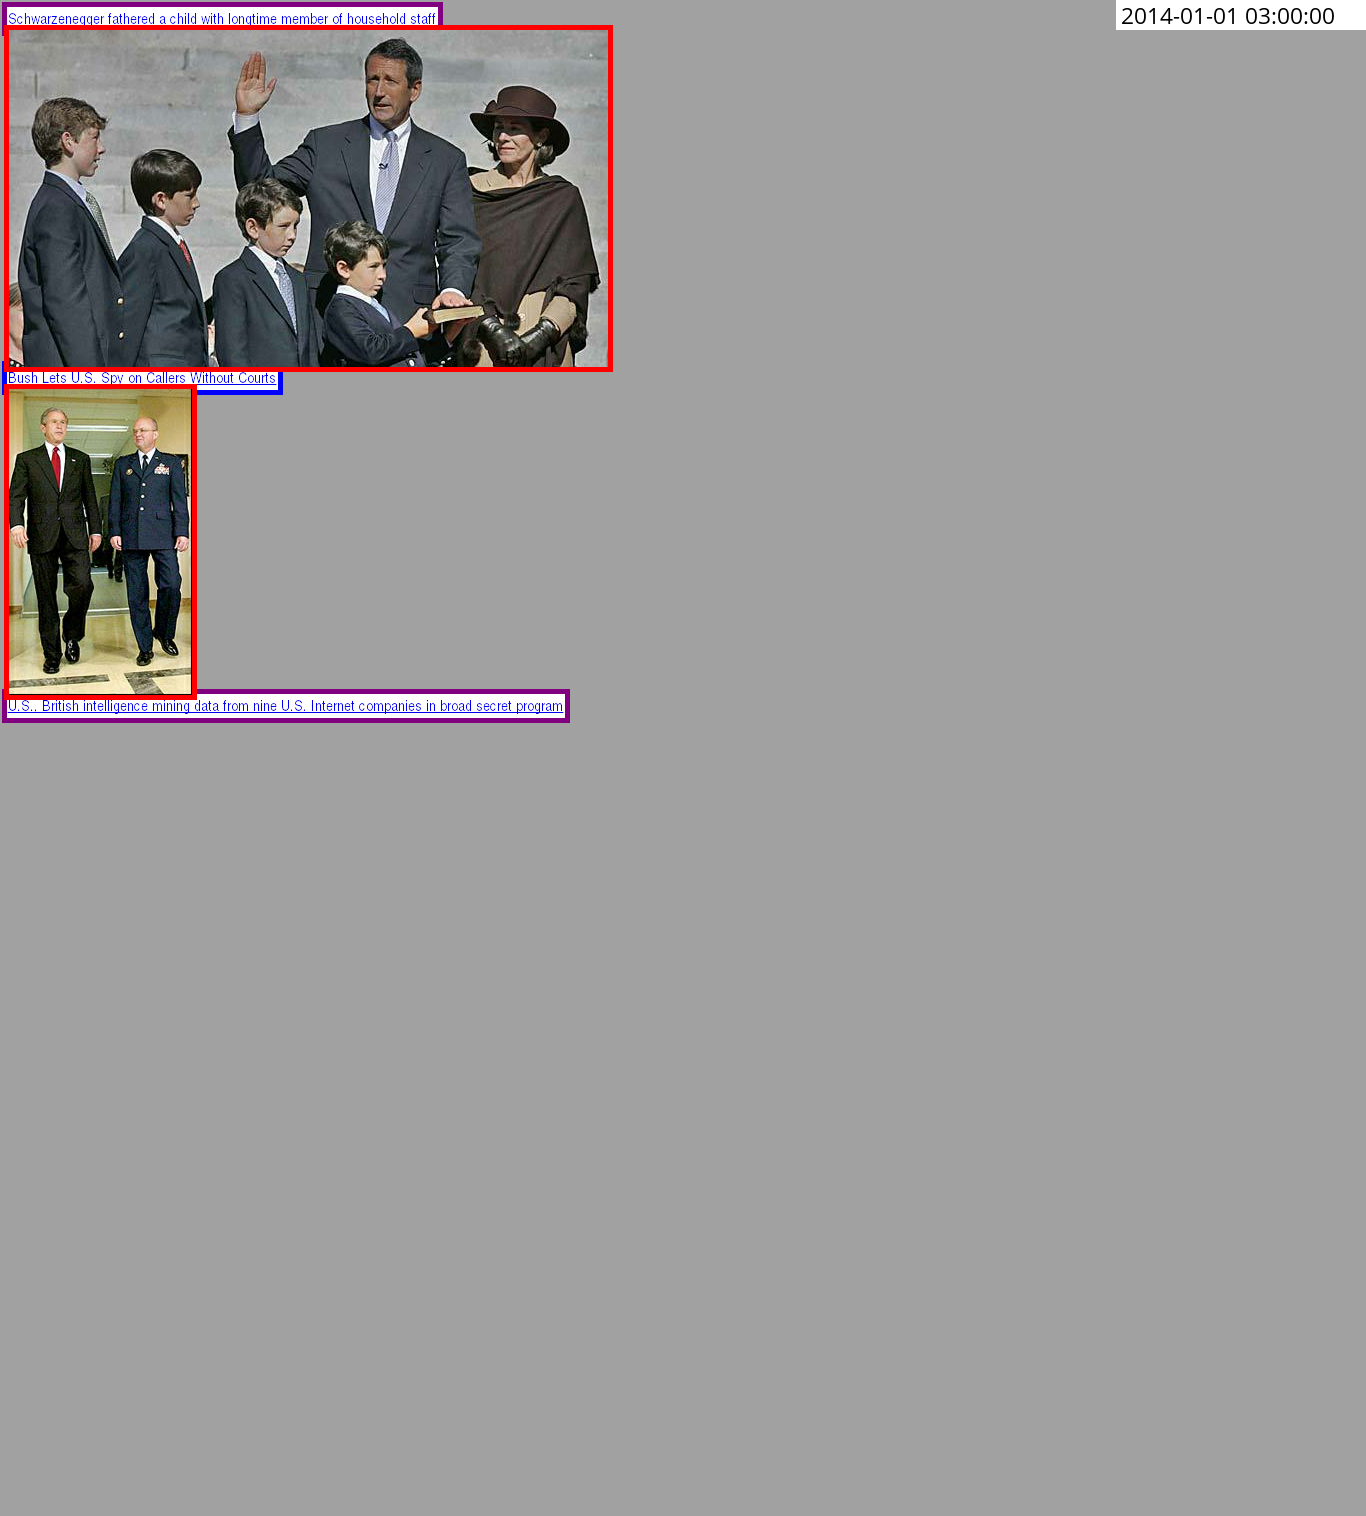 Schwarzenegger fathered a child with longtime member of household staff
2014-01-01 03:00:00
Bush Lets U.S. Spy on Callers Without Courts
U.S., British intelligence mining data from nine U.S. Internet companies in broad secret program